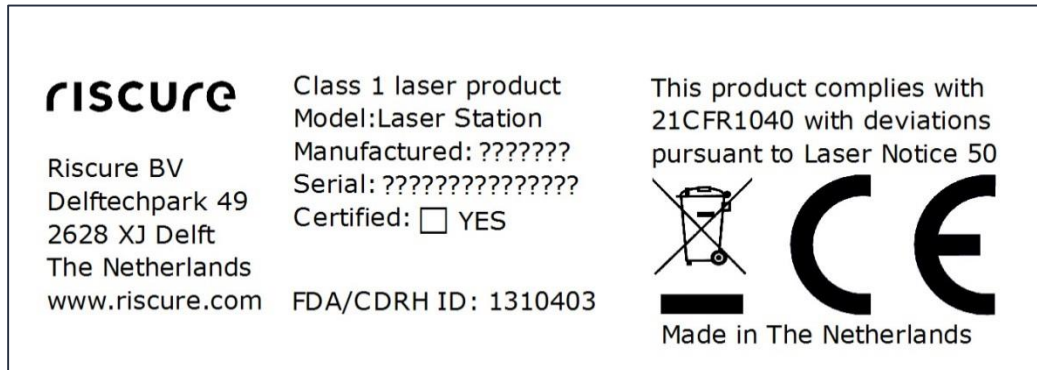 riscure
Riscure BV
Delftechpark 49
2628 XJ Delft
The Netherlands
www.riscure.com
Class 1 laser product
Model:Laser Station
Manufactured: ???????
Serial: ???????????????
Certified: ☐ YES
FDA/CDRH ID: 1310403
This product complies with
21CFR1040 with deviations
pursuant to Laser Notice 50
CE
Made in The Netherlands